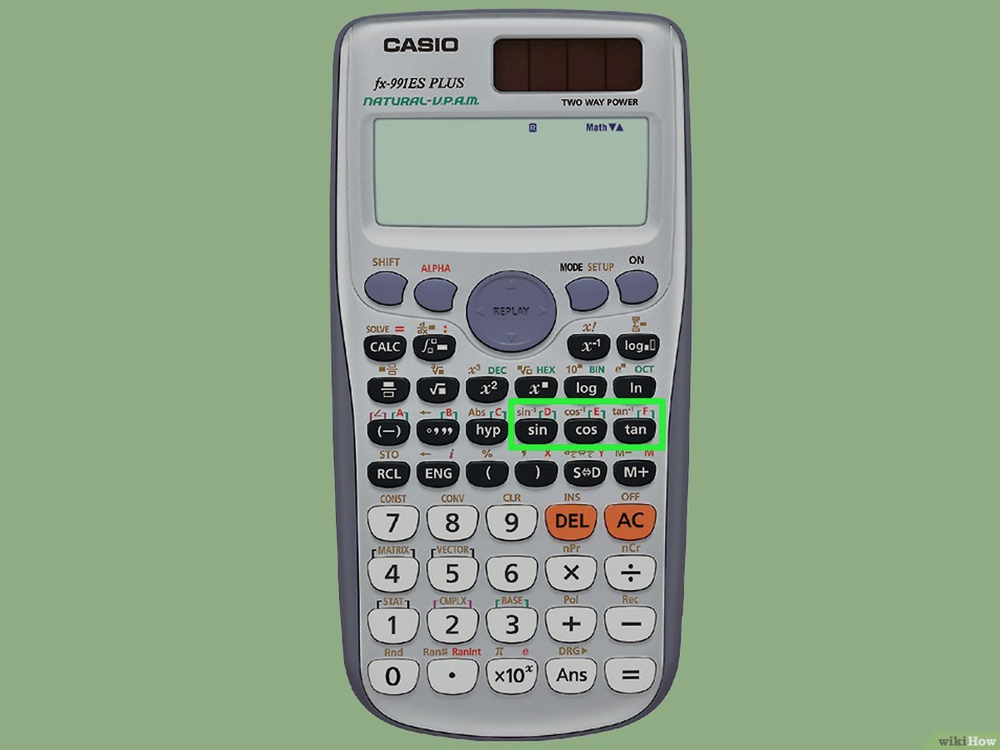 CASIO
fx-991ES PLUS
NATURAL-V.P.A.M.
TWO WAY POWER
R Math▼▲
SHIFT ALPHA MODE SETUP ON
REPLAY
SOLVE = d/dx : x! Σ
CALC ∫ x⁻¹ log
³√ x³ DEC √ HEX 10 BIN e OCT
√ x² x log ln
∠ A ← B Abs C sin⁻¹ D cos⁻¹ E tan⁻¹ F
(−) °,,, hyp sin cos tan
STO ← i % , X Y M− M
RCL ENG ( ) S⇔D M+
CONST CONV CLR INS OFF
7 8 9 DEL AC
MATRIX VECTOR nPr nCr
4 5 6 × ÷
STAT CMPLX BASE Pol Rec
1 2 3 + −
Rnd Ran# RanInt π e DRG▶
0 · ×10ˣ Ans =
wikiHow